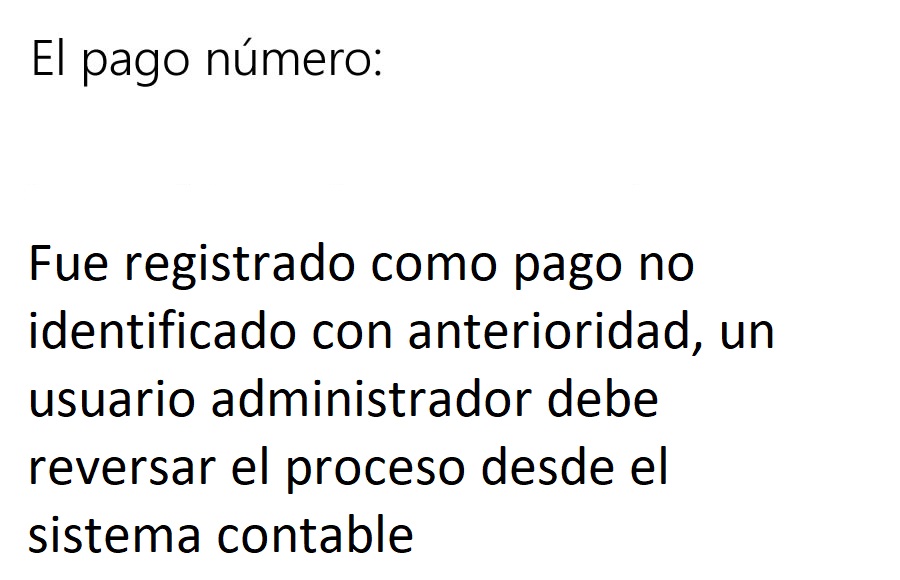 El pago número:
Fue registrado como pago no
identificado con anterioridad, un
usuario administrador debe
reversar el proceso desde el
sistema contable